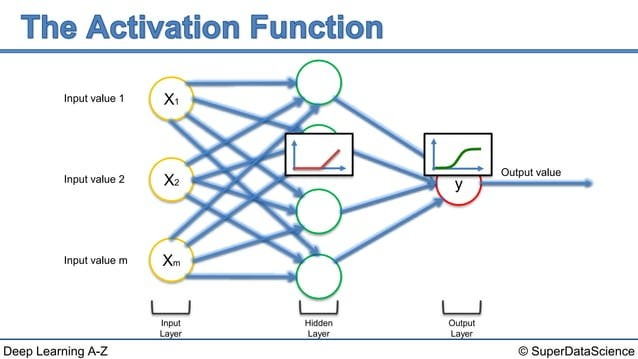 The Activation Function
Input value 1
X1
Input value 2
X2
y
Output value
Input value m
Xm
Input
Layer
Hidden
Layer
Output
Layer
Deep Learning A-Z
© SuperDataScience